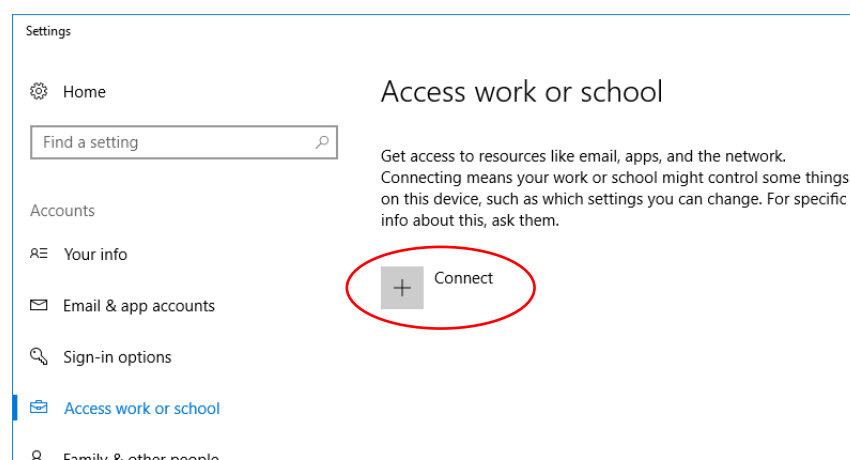 Settings
Home
Find a setting
Accounts
Your info
Email & app accounts
Sign-in options
Access work or school
Family & other people
Access work or school
Get access to resources like email, apps, and the network.
Connecting means your work or school might control some things
on this device, such as which settings you can change. For specific
info about this, ask them.
Connect